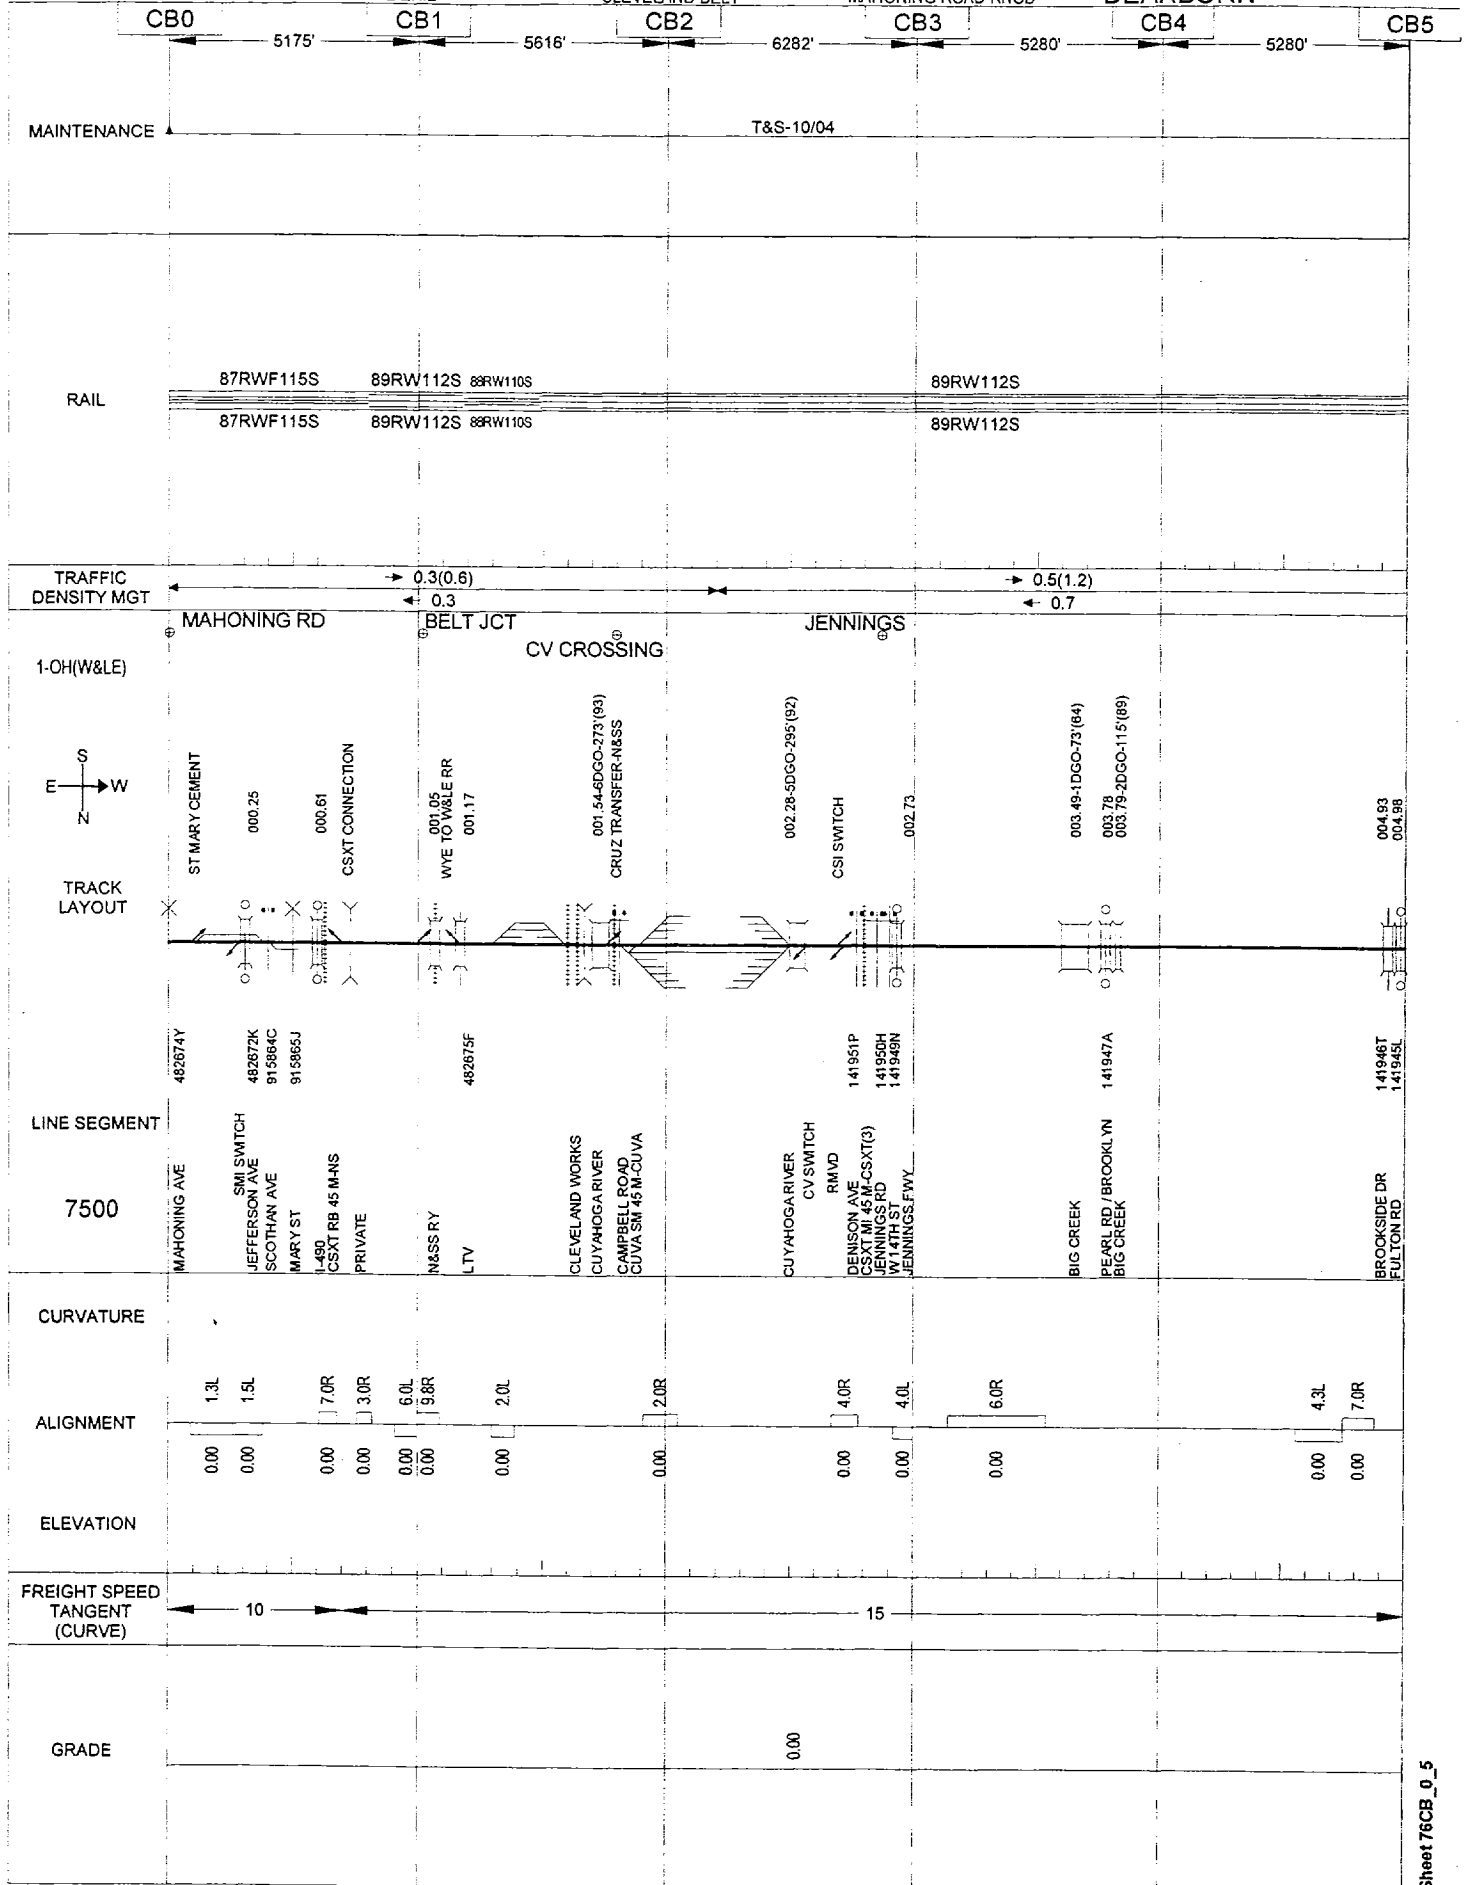 CB0 CB1 CB2 CB3 CB4 CB5
5175' 5616' 6282' 5280' 5280'
MAINTENANCE
T&S-10/04
RAIL
87RWF115S 89RW112S 89RW112S
87RWF115S 89RW112S 89RW112S
TRAFFIC
DENSITY MGT
0.3(0.6) 0.5(1.2)
0.3 0.7
MAHONING RD BELT JCT JENNINGS
CV CROSSING
1-OH(W&LE)
S
E W
N
ST MARY CEMENT
000.25
000.61
CSXT CONNECTION
001.05
WYE TO W&LE RR
001.17
001.54-6DGO-273'(93)
CRUZ TRANSFER-N&SS
002.28-5DGO-295'(92)
CSI SWITCH
002.73
003.49-1DGO-73'(64)
003.78
003.79-2DGO-115'(89)
004.93
004.98
TRACK
LAYOUT
482674Y
482672K
915864C
915865J
482675F
141951P
141950H
141949N
141947A
141946T
141945L
LINE SEGMENT
7500
MAHONING AVE
SMI SWITCH
JEFFERSON AVE
SCOTHAN AVE
MARY ST
I-490
CSXT RB 45 M-NS
PRIVATE
N&SS RY
LTV
CLEVELAND WORKS
CUYAHOGA RIVER
CAMPBELL ROAD
CUVA SM 45 M-CUVA
CUYAHOGA RIVER
CV SWITCH
RMVD
DENISON AVE
CSXT MI 45 M-CSXT(3)
JENNINGS RD
W 14TH ST
JENNINGS FWY
BIG CREEK
PEARL RD / BROOKLYN
BIG CREEK
BROOKSIDE DR
FULTON RD
CURVATURE
1.3L 1.5L 7.0R 3.0R 6.0L 9.8R 2.0L 2.0R 4.0R 4.0L 6.0R 4.3L 7.0R
ALIGNMENT
0.00 0.00 0.00 0.00 0.00 0.00 0.00 0.00 0.00 0.00 0.00 0.00 0.00
ELEVATION
FREIGHT SPEED
TANGENT
(CURVE)
10 15
GRADE
0.00
Sheet 76CB_0_5